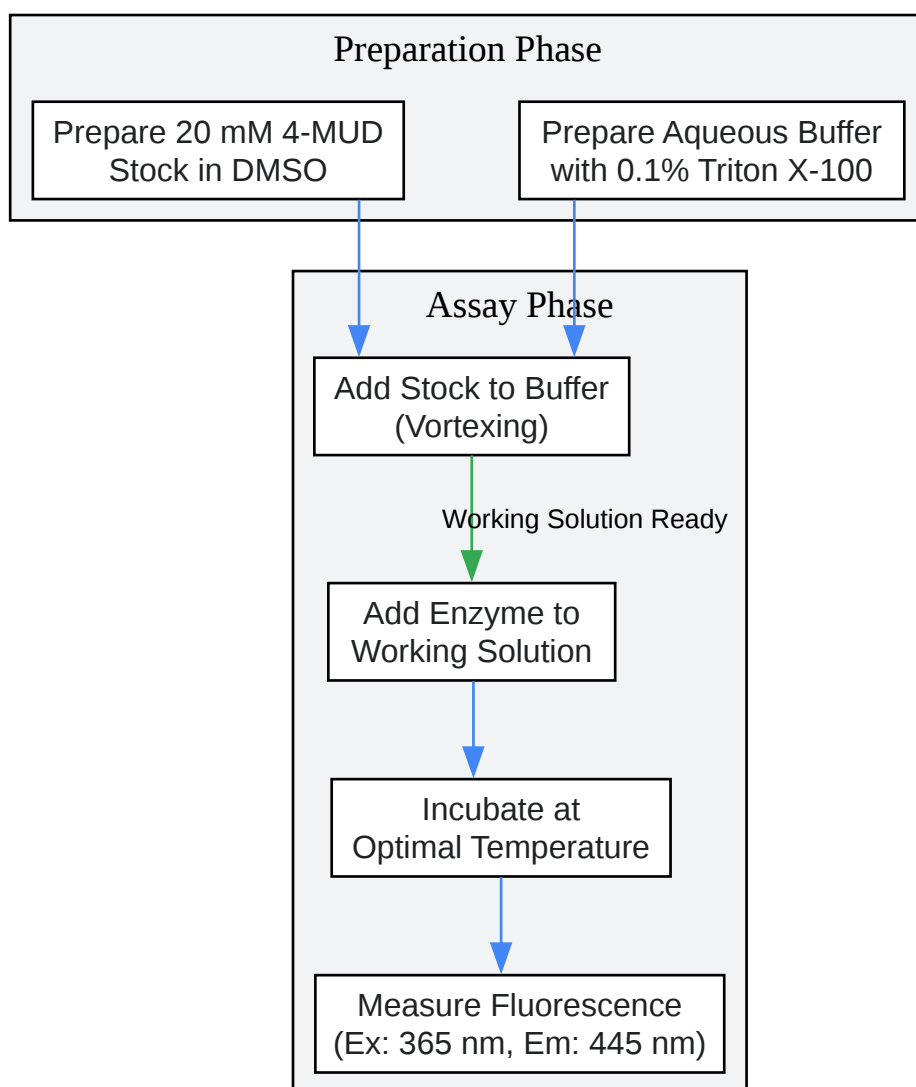 Preparation Phase
Prepare 20 mM 4-MUD
Stock in DMSO
Prepare Aqueous Buffer
with 0.1% Triton X-100
Assay Phase
Add Stock to Buffer
(Vortexing)
Working Solution Ready
Add Enzyme to
Working Solution
Incubate at
Optimal Temperature
Measure Fluorescence
(Ex: 365 nm, Em: 445 nm)